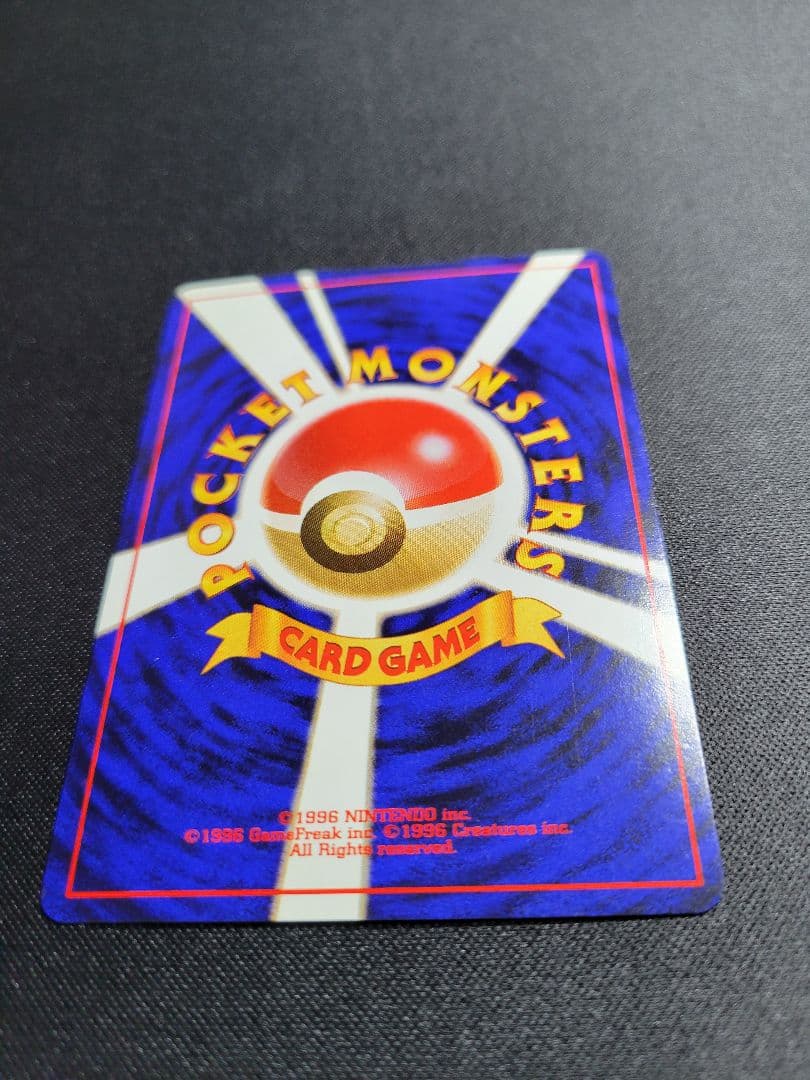 POCKET MONSTERS
CARD GAME
©1996 NINTENDO inc.
©1996 GameFreak inc. ©1996 Creatures inc.
All Rights reserved.